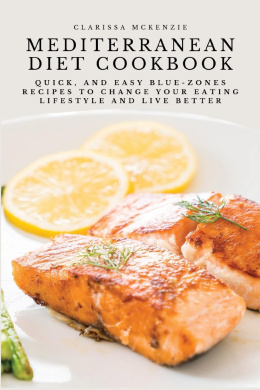 CLARISSA MCKENZIE
MEDITERRANEAN
DIET COOKBOOK
QUICK, AND EASY BLUE-ZONES
RECIPES TO CHANGE YOUR EATING
LIFESTYLE AND LIVE BETTER